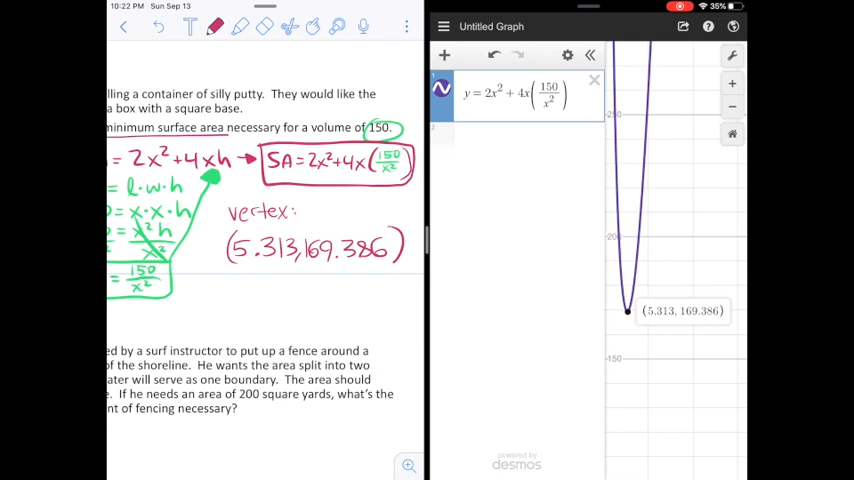 10:22 PM Sun Sep 13
lling a container of silly putty. They would like the
a box with a square base.
minimum surface area necessary for a volume of 150.
= 2x² + 4xh → SA = 2x² + 4x(150/x²)
= l · w · h
= x · x · h
= x²h
x²
= 150/x²
vertex:
(5.313, 169.386)
ed by a surf instructor to put up a fence around a
of the shoreline. He wants the area split into two
ater will serve as one boundary. The area should
. If he needs an area of 200 square yards, what's the
nt of fencing necessary?
35%
Untitled Graph
1
y = 2x² + 4x(150/x²)
2
powered by
desmos
-250
-200
(5.313, 169.386)
-150